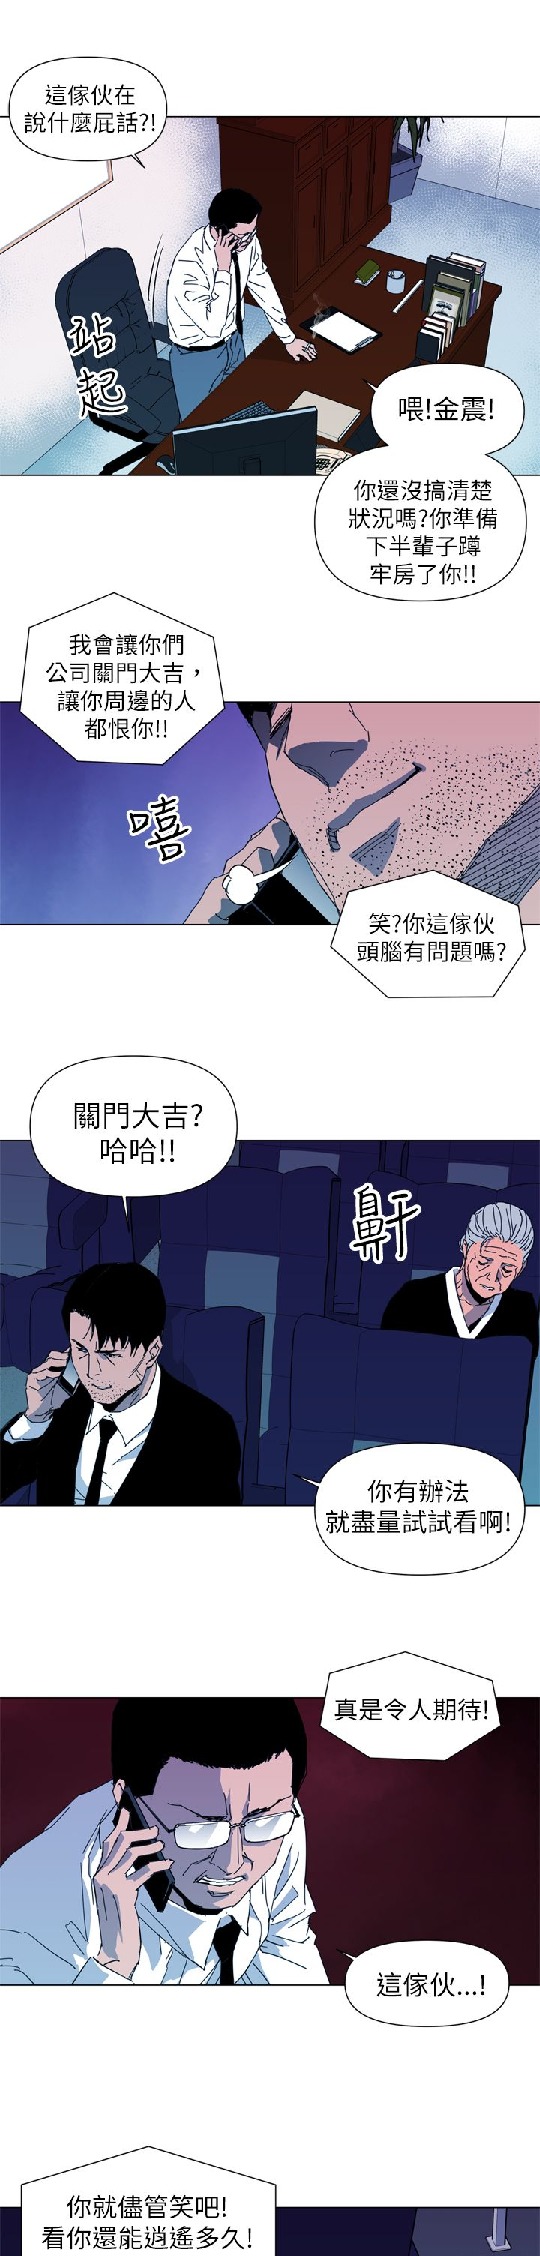 這傢伙在
說什麼屁話?!
站
起
喂!金震!
你還沒搞清楚
狀況嗎?你準備
下半輩子蹲
牢房了你!!
我會讓你們
公司關門大吉，
讓你周邊的人
都恨你!!
嘻
笑?你這傢伙
頭腦有問題嗎?
關門大吉?
哈哈!!
鼾
你有辦法
就盡量試試看啊!
真是令人期待!
這傢伙...!
你就儘管笑吧!
看你還能逍遙多久!